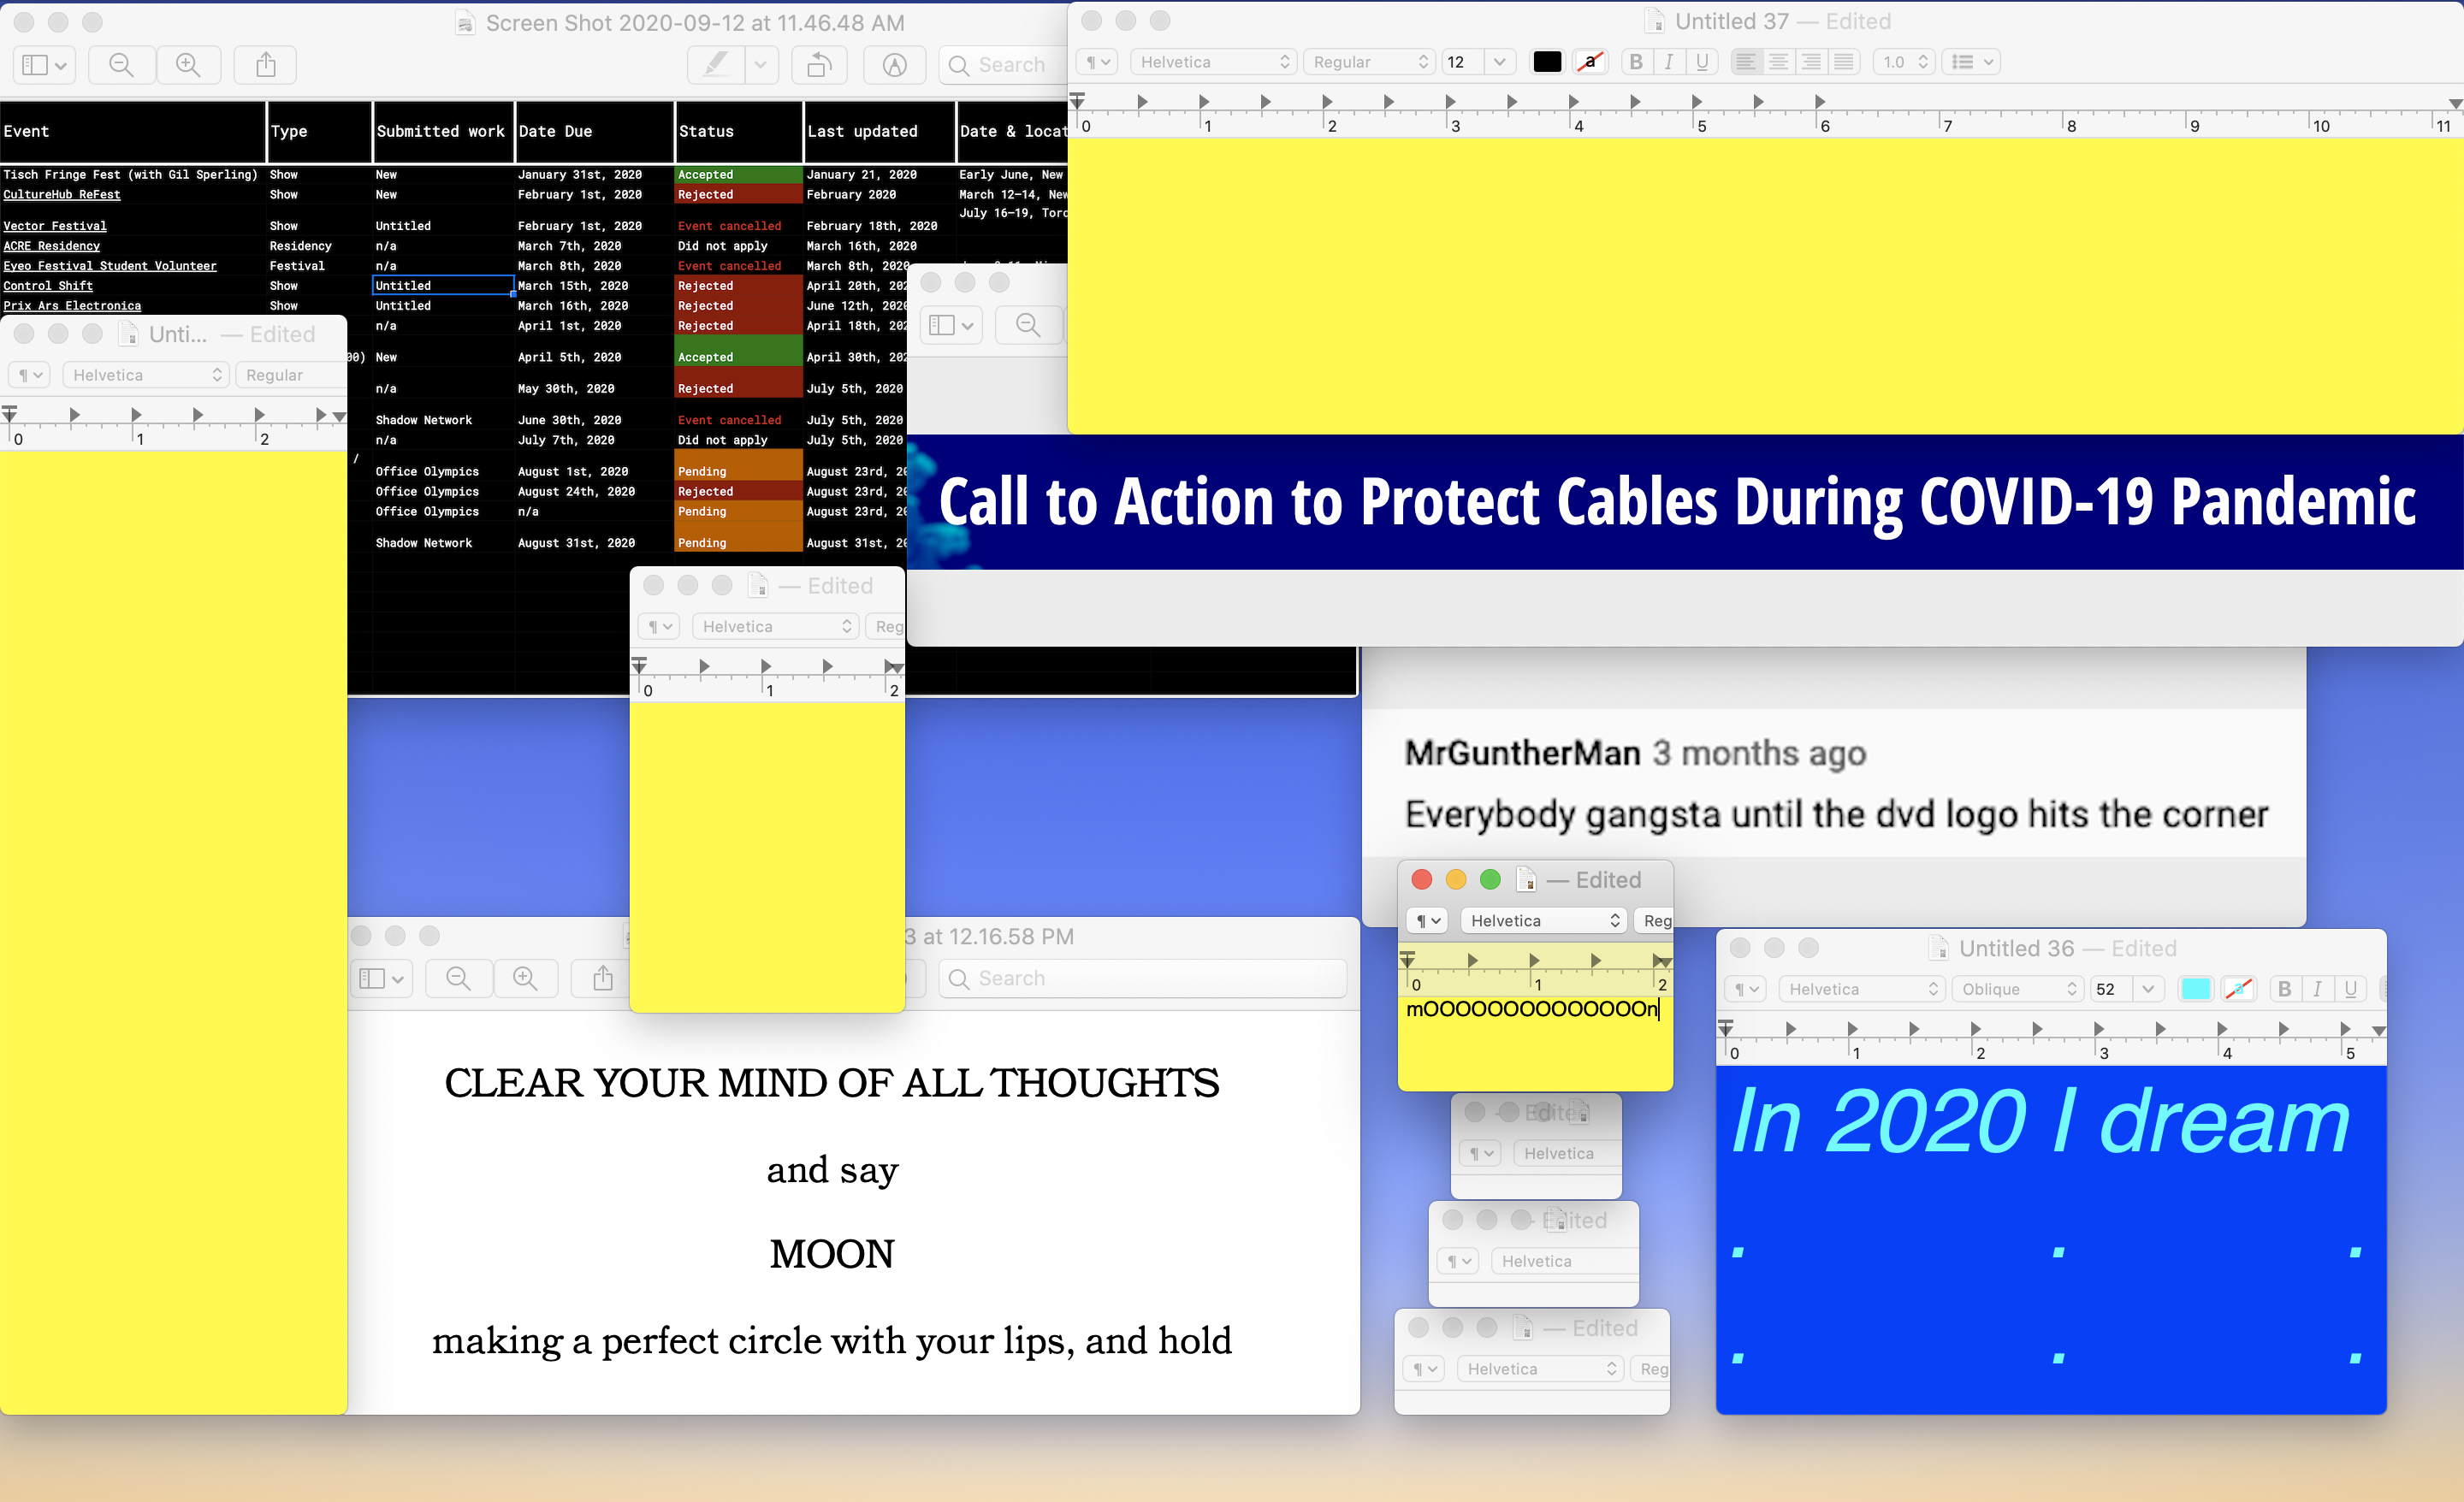 Screen Shot 2020-09-12 at 11.46.48 AM
Search
Event Type Submitted work Date Due Status Last updated Date & locat
Tisch Fringe Fest (with Gil Sperling) Show New January 31st, 2020 Accepted January 21, 2020 Early June, New
CultureHub ReFest Show New February 1st, 2020 Rejected February 2020 March 12–14, New
July 16–19, Toro
Vector Festival Show Untitled February 1st, 2020 Event cancelled February 18th, 2020
ACRE Residency Residency n/a March 7th, 2020 Did not apply March 16th, 2020
Eyeo Festival Student Volunteer Festival n/a March 8th, 2020 Event cancelled March 8th, 2020
Control Shift Show Untitled March 15th, 2020 Rejected April 20th, 202
Prix Ars Electronica Show Untitled March 16th, 2020 Rejected June 12th, 202
n/a April 1st, 2020 Rejected April 18th, 202
00) New April 5th, 2020 Accepted April 30th, 202
n/a May 30th, 2020 Rejected July 5th, 2020
Shadow Network June 30th, 2020 Event cancelled July 5th, 2020
n/a July 7th, 2020 Did not apply July 5th, 2020
/
Office Olympics August 1st, 2020 Pending August 23rd, 20
Office Olympics August 24th, 2020 Rejected August 23rd, 20
Office Olympics n/a Pending August 23rd, 20
Shadow Network August 31st, 2020 Pending August 31st, 20
Untitled 37 — Edited
¶ Helvetica Regular 12 a B I U 1.0
0 1 2 3 4 5 6 7 8 9 10 11
Unti... — Edited
¶ Helvetica Regular
0 1 2
Call to Action to Protect Cables During COVID-19 Pandemic
— Edited
¶ Helvetica Reg
0 1 2
MrGuntherMan 3 months ago
Everybody gangsta until the dvd logo hits the corner
3 at 12.16.58 PM
Search
CLEAR YOUR MIND OF ALL THOUGHTS
and say
MOON
making a perfect circle with your lips, and hold
— Edited
¶ Helvetica Reg
0 1 2
mOOOOOOOOOOOOOOn
Edited
¶ Helvetica
— Edited
¶ Helvetica
— Edited
¶ Helvetica Reg
Untitled 36 — Edited
¶ Helvetica Oblique 52 a B I U
0 1 2 3 4 5
In 2020 I dream
. . .
. . .